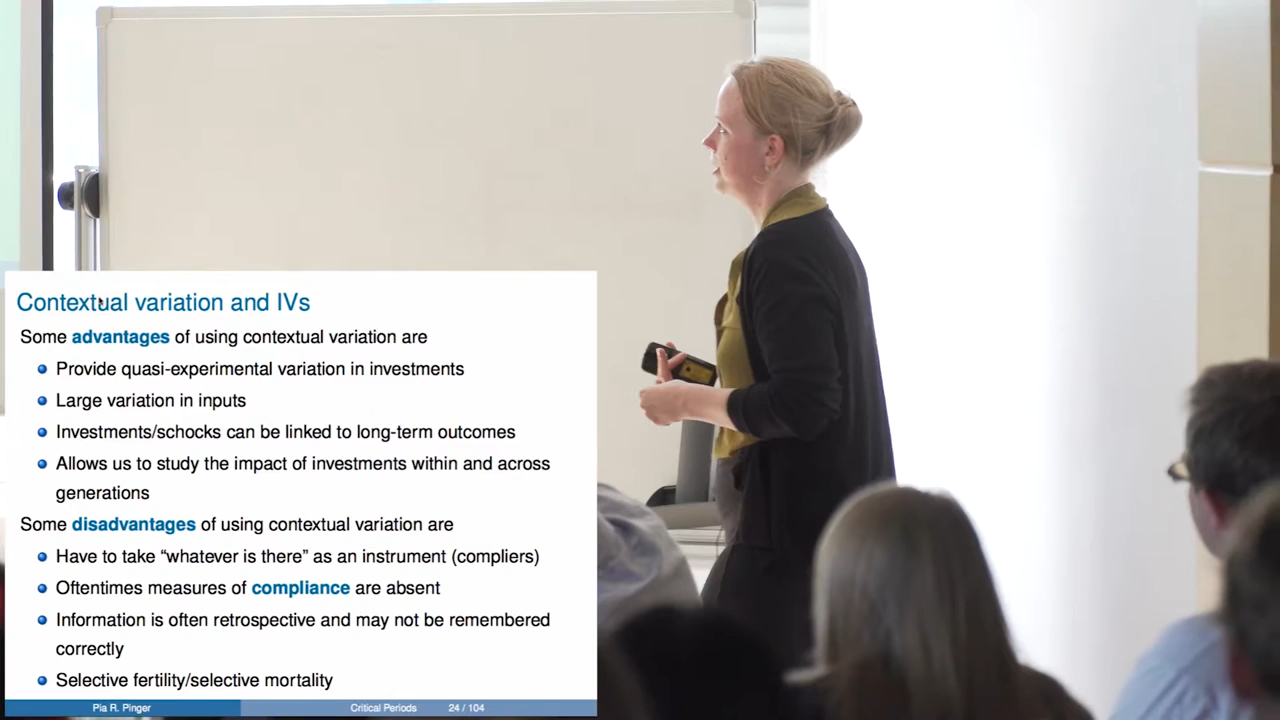 Contextual variation and IVs
Some advantages of using contextual variation are
Provide quasi-experimental variation in investments
Large variation in inputs
Investments/schocks can be linked to long-term outcomes
Allows us to study the impact of investments within and across
generations
Some disadvantages of using contextual variation are
Have to take “whatever is there” as an instrument (compliers)
Oftentimes measures of compliance are absent
Information is often retrospective and may not be remembered
correctly
Selective fertility/selective mortality
Pia R. Pinger Critical Periods 24 / 104